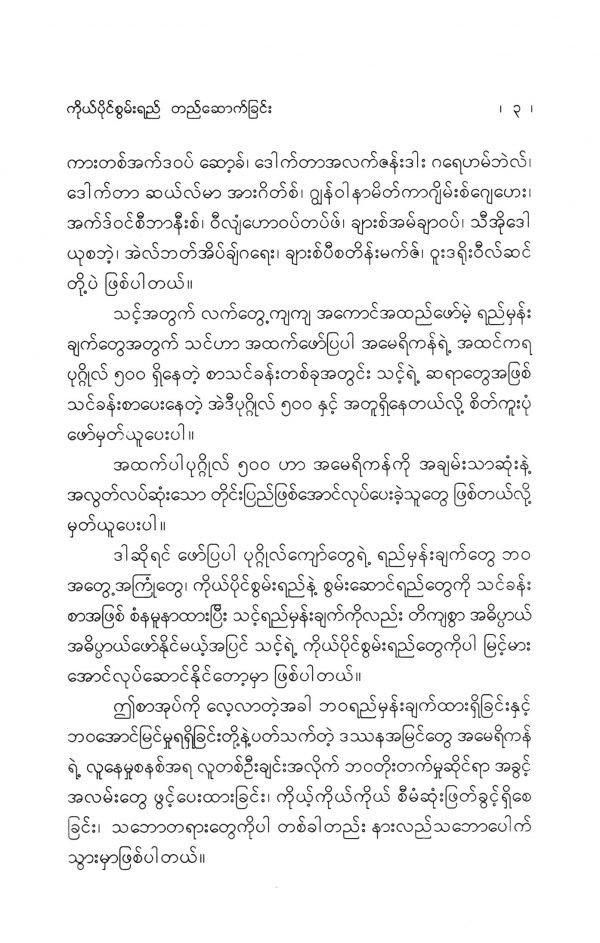 ကိုယ်ပိုင်စွမ်းရည် တည်ဆောက်ခြင်း ၊ ၃ ၊
ကားတစ်အက်ဒဝပ် ဆော့ခ်၊ ဒေါက်တာအလက်ဇန်းဒါး ဂရေဟမ်ဘဲလ်၊
ဒေါက်တာ ဆယ်လ်မာ အားဂိတ်စ်၊ ဂျွန်ဝါနာမိတ်ကာဂျိမ်းစ်ဂျေဟေး၊
အက်ဒ်ဝင်စီဘာနီးစ်၊ ဝီလျံဟောဝပ်တပ်ဖ်၊ ချားစ်အမ်ချာဝပ်၊ သီအိုဒေါ
ယုစဘဲ့၊ အဲလ်ဘတ်အိပ်ချ်ဂရေး၊ ချားစ်ပီစတိန်းမက်ဇ်၊ ဝူးဒရိုးဝီလ်ဆင်
တို့ပဲ ဖြစ်ပါတယ်။
သင့်အတွက် လက်တွေ့ကျကျ အကောင်အထည်ဖော်မဲ့ ရည်မှန်း
ချက်တွေအတွက် သင်ဟာ အထက်ဖော်ပြပါ အမေရိကန်ရဲ့ အထင်ကရ
ပုဂ္ဂိုလ် ၅၀၀ ရှိနေတဲ့ စာသင်ခန်းတစ်ခုအတွင်း သင့်ရဲ့ ဆရာတွေအဖြစ်
သင်ခန်းစာပေးနေတဲ့ အဲဒီပုဂ္ဂိုလ် ၅၀၀ နှင့် အတူရှိနေတယ်လို့ စိတ်ကူးပုံ
ဖော်မှတ်ယူပေးပါ။
အထက်ပါပုဂ္ဂိုလ် ၅၀၀ ဟာ အမေရိကန်ကို အချမ်းသာဆုံးနဲ့
အလွတ်လပ်ဆုံးသော တိုင်းပြည်ဖြစ်အောင်လုပ်ပေးခဲ့သူတွေ ဖြစ်တယ်လို့
မှတ်ယူပေးပါ။
ဒါဆိုရင် ဖော်ပြပါ ပုဂ္ဂိုလ်ကျော်တွေရဲ့ ရည်မှန်းချက်တွေ ဘဝ
အတွေ့အကြုံတွေ၊ ကိုယ်ပိုင်စွမ်းရည်နဲ့ စွမ်းဆောင်ရည်တွေကို သင်ခန်း
စာအဖြစ် စံနမူနာထားပြီး သင့်ရည်မှန်းချက်ကိုလည်း တိကျစွာ အဓိပ္ပာယ်
အဓိပ္ပာယ်ဖော်နိုင်မယ့်အပြင် သင့်ရဲ့ ကိုယ်ပိုင်စွမ်းရည်တွေကိုပါ မြင့်မား
အောင်လုပ်ဆောင်နိုင်တော့မှာ ဖြစ်ပါတယ်။
ဤစာအုပ်ကို လေ့လာတဲ့အခါ ဘဝရည်မှန်းချက်ထားရှိခြင်းနှင့်
ဘဝအောင်မြင်မှုရရှိခြင်းတို့နဲ့ပတ်သက်တဲ့ ဒဿနအမြင်တွေ အမေရိကန်
ရဲ့ လူနေမှုစနစ်အရ လူတစ်ဦးချင်းအလိုက် ဘဝတိုးတက်မှုဆိုင်ရာ အခွင့်
အလမ်းတွေ ဖွင့်ပေးထားခြင်း၊ ကိုယ့်ကိုယ်ကိုယ် စီမံဆုံးဖြတ်ခွင့်ရှိစေ
ခြင်း၊ သဘောတရားတွေကိုပါ တစ်ခါတည်း နားလည်သဘောပေါက်
သွားမှာဖြစ်ပါတယ်။